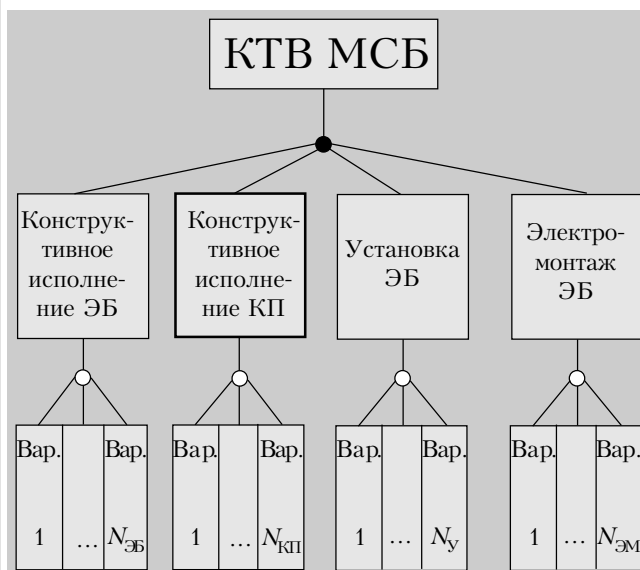 КТВ МСБ
Конструк-
тивное
исполне-
ние ЭБ
Конструк-
тивное
исполне-
ние КП
Установка
ЭБ
Электро-
монтаж
ЭБ
Вар. Вар.
1 ... NЭБ
Вар. Вар.
1 ... NКП
Вар. Вар.
1 ... NУ
Вар. Вар.
1 ... NЭМ